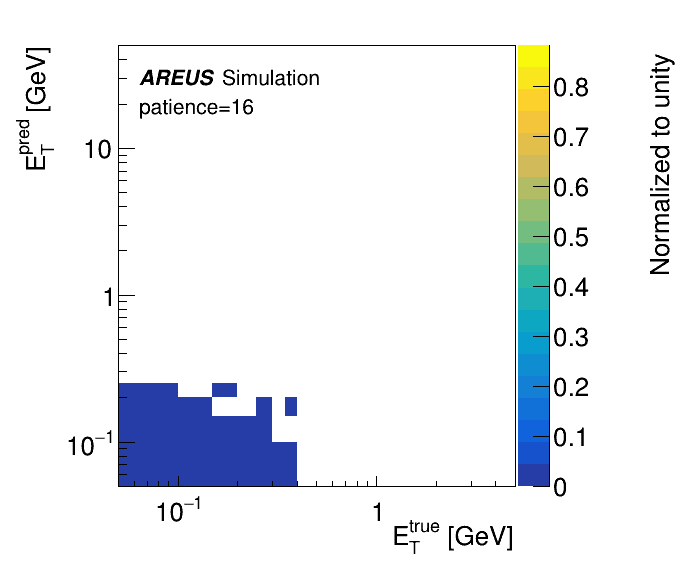 AREUS Simulation
patience=16
E_T^pred [GeV]
10
1
10⁻¹
10⁻¹
1
E_T^true [GeV]
0.8
0.7
0.6
0.5
0.4
0.3
0.2
0.1
0
Normalized to unity